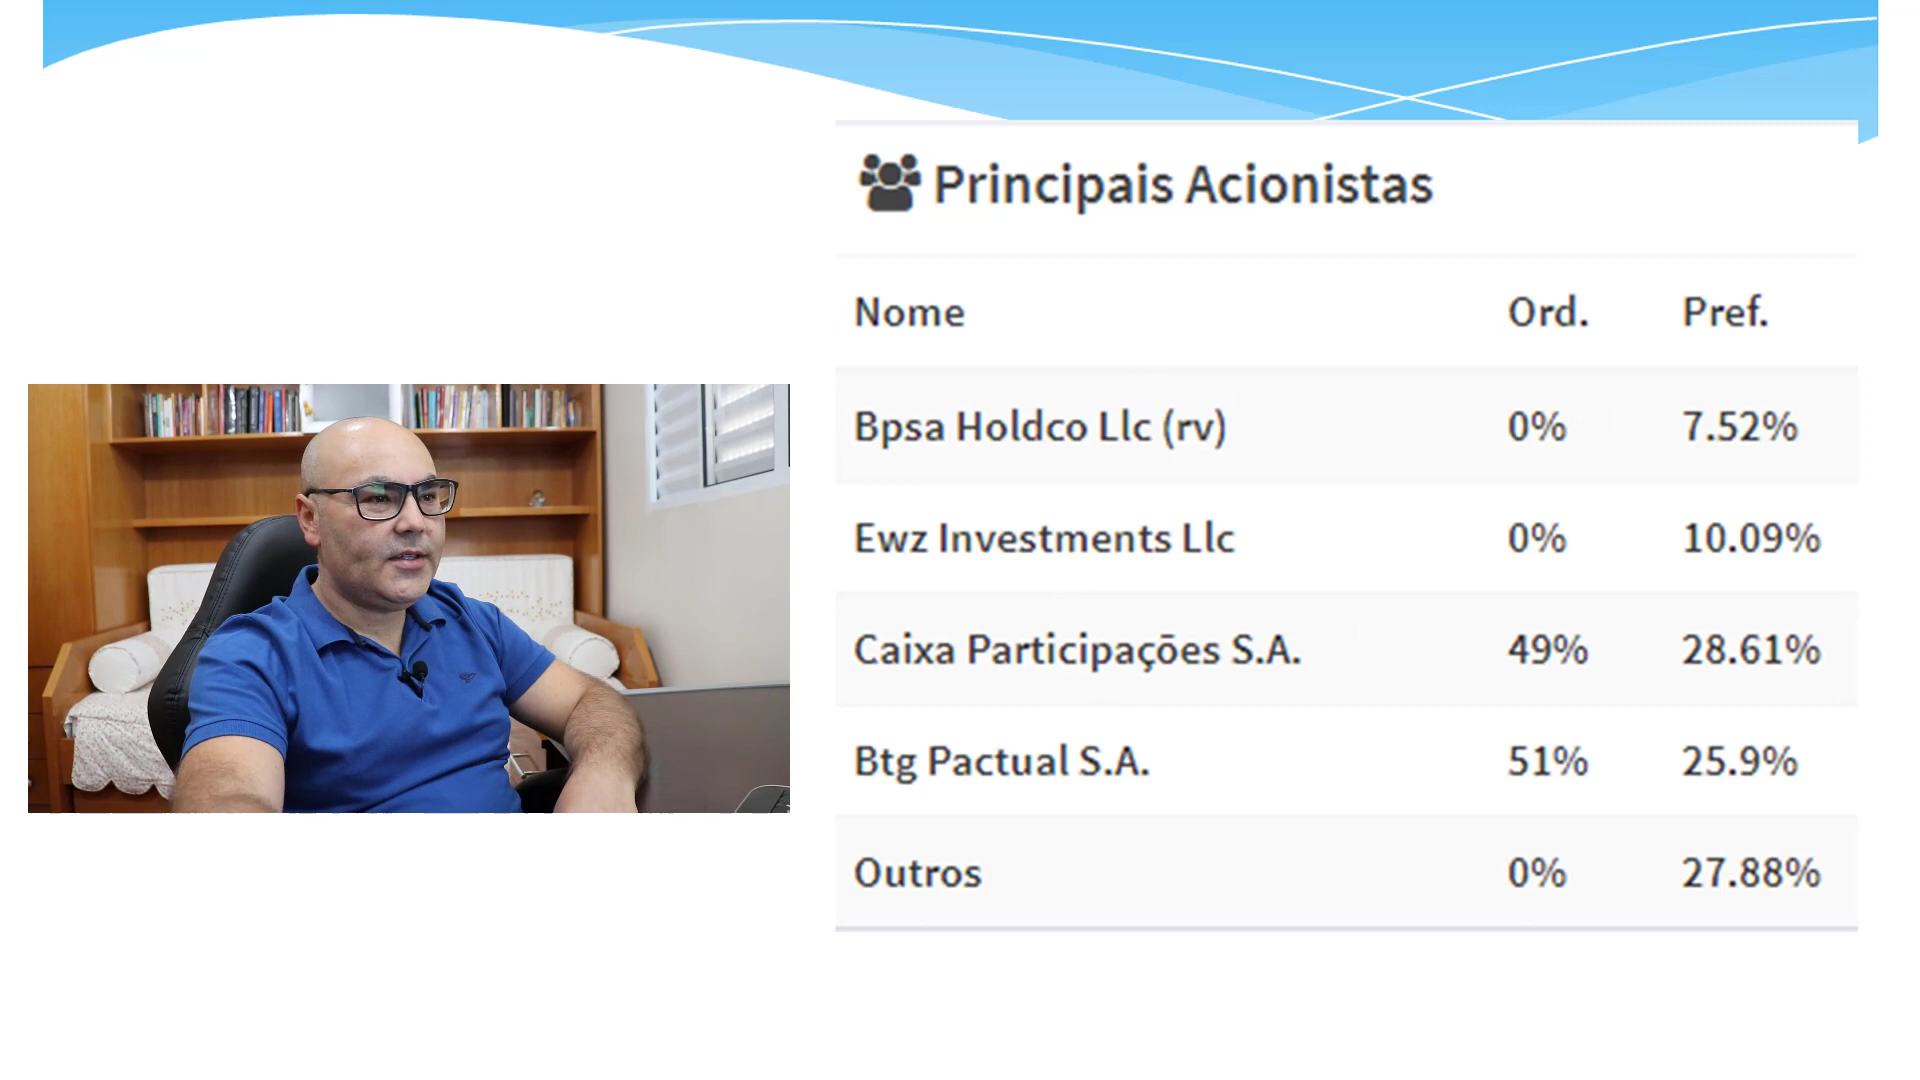 Principais Acionistas
Nome Ord. Pref.
Bpsa Holdco Llc (rv) 0% 7.52%
Ewz Investments Llc 0% 10.09%
Caixa Participações S.A. 49% 28.61%
Btg Pactual S.A. 51% 25.9%
Outros 0% 27.88%